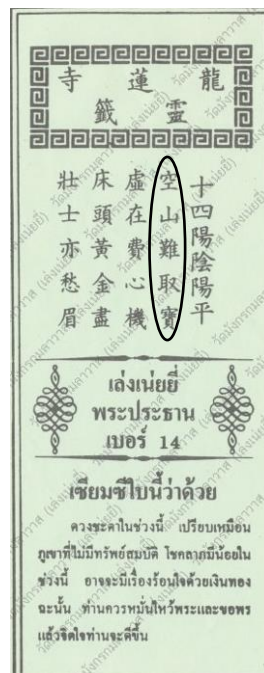 龍蓮寺
靈籤
十四陽陰陽平
空山難取寶
虛在費心機
床頭黃金盡
壯士亦愁眉
เล่งเน่ยยี่
พระประธาน
เบอร์ 14
เซียมซีใบนี้ว่าด้วย
ดวงชะตาในช่วงนี้ เปรียบเหมือน
ภูเขาที่ไม่มีทรัพย์สมบัติ โชคลาภมีน้อยใน
ช่วงนี้ อาจจะมีเรื่องร้อนใจด้วยเงินทอง
ฉะนั้น ท่านควรหมั่นไหว้พระและขอพร
แล้วจิตใจท่านจะดีขึ้น